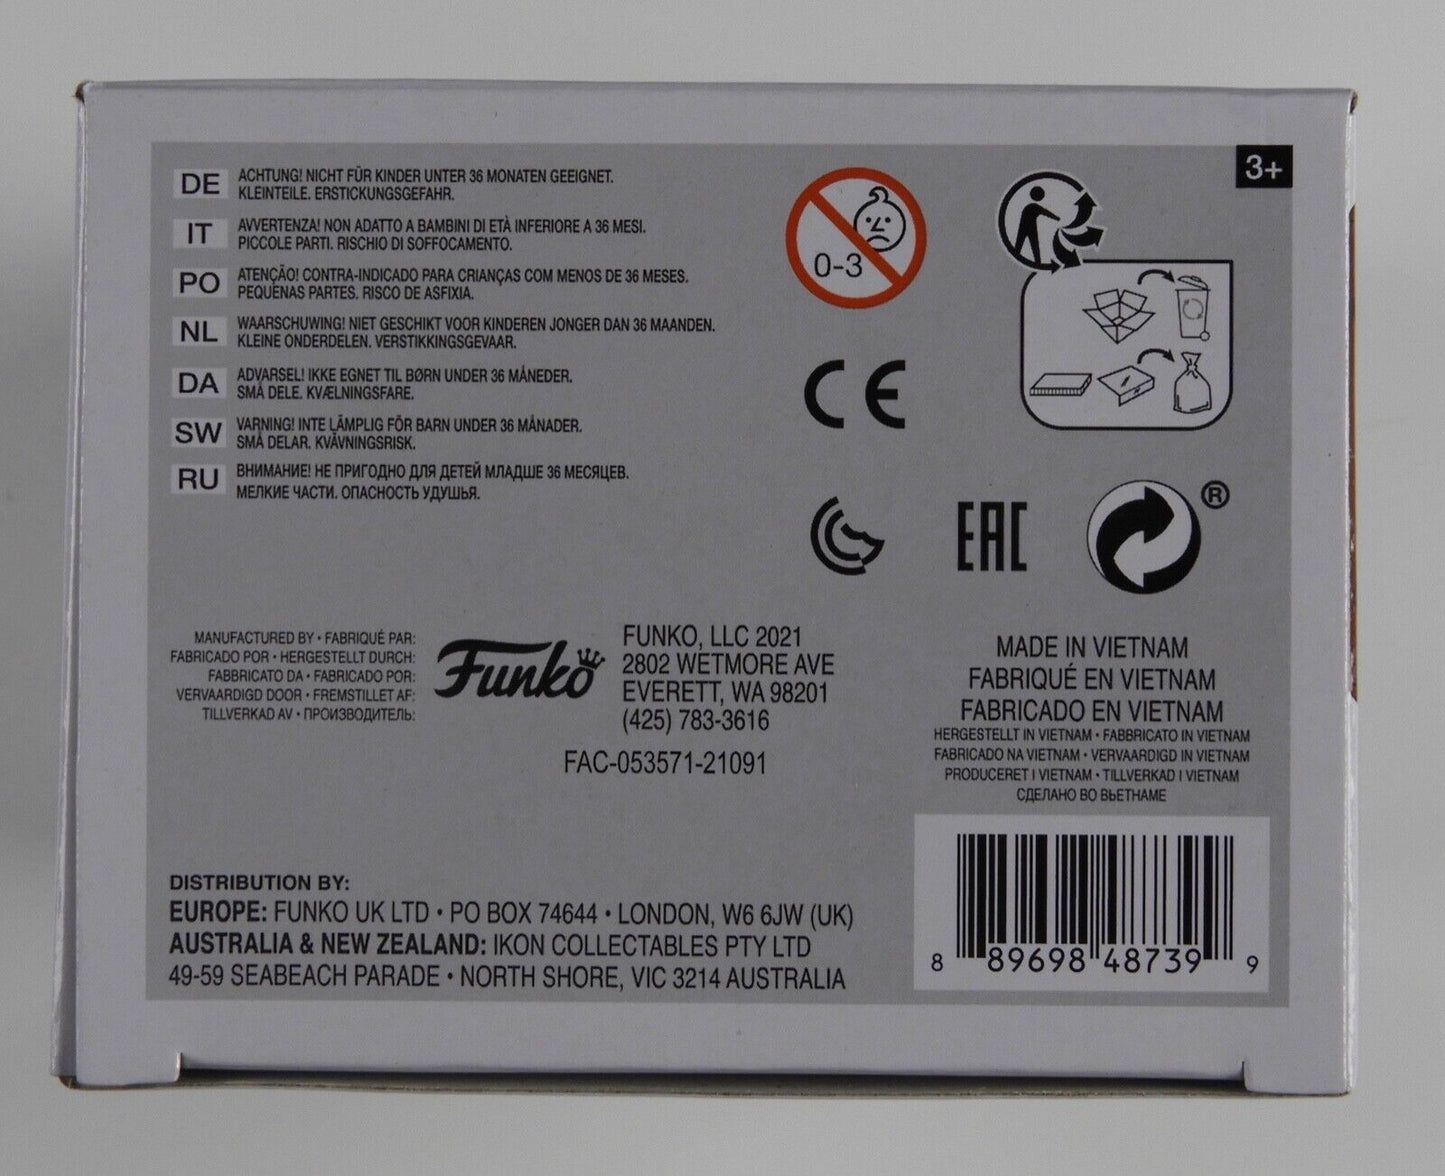 3+
DE ACHTUNG! NICHT FÜR KINDER UNTER 36 MONATEN GEEIGNET.
KLEINTEILE. ERSTICKUNGSGEFAHR.
IT AVVERTENZA! NON ADATTO A BAMBINI DI ETÀ INFERIORE A 36 MESI.
PICCOLE PARTI. RISCHIO DI SOFFOCAMENTO.
PO ATENÇÃO! CONTRA-INDICADO PARA CRIANÇAS COM MENOS DE 36 MESES.
PEQUENAS PARTES. RISCO DE ASFIXIA.
NL WAARSCHUWING! NIET GESCHIKT VOOR KINDEREN JONGER DAN 36 MAANDEN.
KLEINE ONDERDELEN. VERSTIKKINGSGEVAAR.
DA ADVARSEL! IKKE EGNET TIL BØRN UNDER 36 MÅNEDER.
SMÅ DELE. KVÆLNINGSFARE.
SW VARNING! INTE LÄMPLIG FÖR BARN UNDER 36 MÅNADER.
SMÅ DELAR. KVÄVNINGSRISK.
RU ВНИМАНИЕ! НЕ ПРИГОДНО ДЛЯ ДЕТЕЙ МЛАДШЕ 36 МЕСЯЦЕВ.
МЕЛКИЕ ЧАСТИ. ОПАСНОСТЬ УДУШЬЯ.
0-3
CE
EAC
®
MANUFACTURED BY • FABRIQUÉ PAR:
FABRICADO POR • HERGESTELLT DURCH:
FABBRICATO DA • FABRICADO POR:
VERVAARDIGD DOOR • FREMSTILLET AF:
TILLVERKAD AV • ПРОИЗВОДИТЕЛЬ:
Funko
FUNKO, LLC 2021
2802 WETMORE AVE
EVERETT, WA 98201
(425) 783-3616
FAC-053571-21091
MADE IN VIETNAM
FABRIQUÉ EN VIETNAM
FABRICADO EN VIETNAM
HERGESTELLT IN VIETNAM • FABBRICATO IN VIETNAM
FABRICADO NA VIETNAM • VERVAARDIGD IN VIETNAM
PRODUCERET I VIETNAM • TILLVERKAD I VIETNAM
СДЕЛАНО ВО ВЬЕТНАМЕ
DISTRIBUTION BY:
EUROPE: FUNKO UK LTD • PO BOX 74644 • LONDON, W6 6JW (UK)
AUSTRALIA & NEW ZEALAND: IKON COLLECTABLES PTY LTD
49-59 SEABEACH PARADE • NORTH SHORE, VIC 3214 AUSTRALIA
8 89698 48739 9